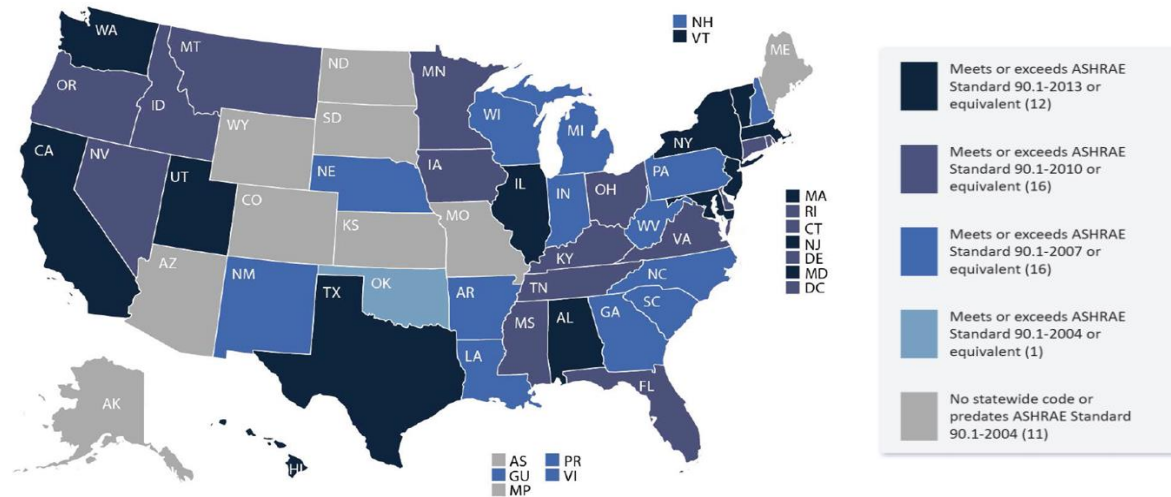 WA
MT
ND
MN
OR
ID
SD
WY
WI
MI
ME
NH
VT
NY
CA
NV
UT
NE
IA
IL
IN
OH
PA
CO
KS
MO
WV
VA
KY
AZ
NM
OK
AR
TN
NC
SC
TX
MS
AL
GA
LA
FL
AK
HI
MA
RI
CT
NJ
DE
MD
DC
AS
GU
MP
PR
VI
Meets or exceeds ASHRAE
Standard 90.1-2013 or
equivalent (12)
Meets or exceeds ASHRAE
Standard 90.1-2010 or
equivalent (16)
Meets or exceeds ASHRAE
Standard 90.1-2007 or
equivalent (16)
Meets or exceeds ASHRAE
Standard 90.1-2004 or
equivalent (1)
No statewide code or
predates ASHRAE Standard
90.1-2004 (11)